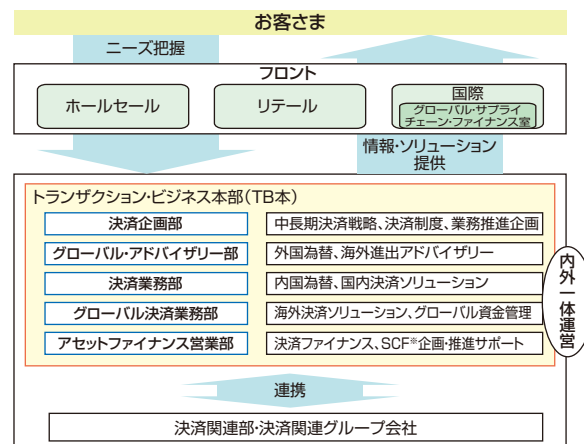 お客さま
ニーズ把握
フロント
ホールセール
リテール
国際
グローバル・サプライ
チェーン・ファイナンス室
情報・ソリューション
提供
トランザクション・ビジネス本部(TB本)
決済企画部
中長期決済戦略、決済制度、業務推進企画
グローバル・アドバイザリー部
外国為替、海外進出アドバイザリー
決済業務部
内国為替、国内決済ソリューション
グローバル決済業務部
海外決済ソリューション、グローバル資金管理
アセットファイナンス営業部
決済ファイナンス、SCF※企画・推進サポート
内外一体運営
連携
決済関連部・決済関連グループ会社